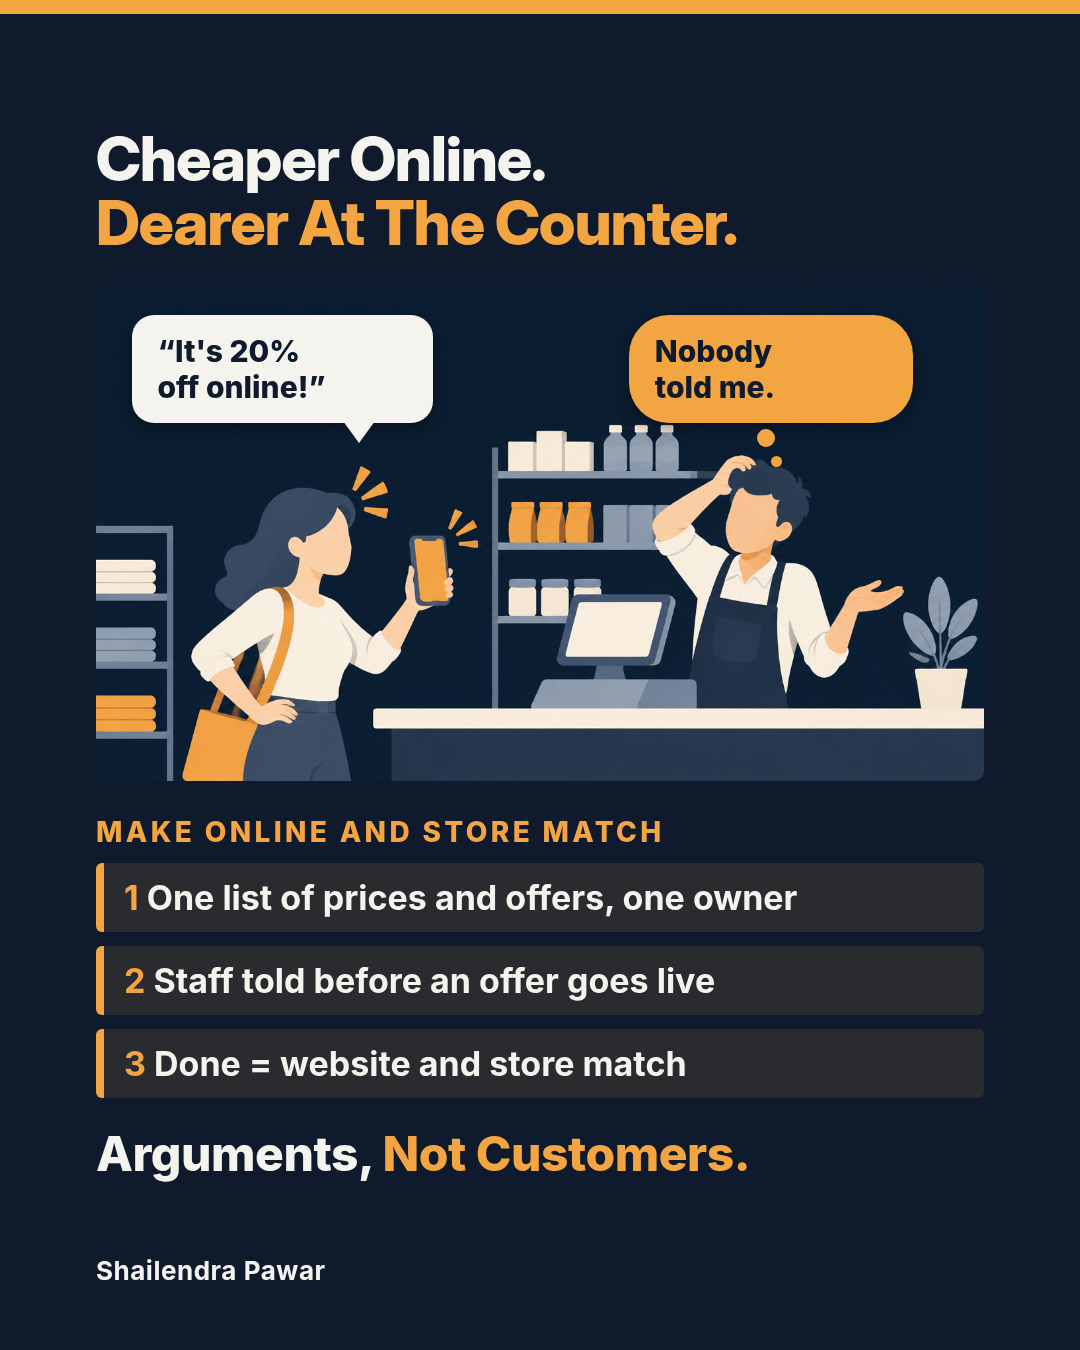 Cheaper Online.
Dearer At The Counter.
“It's 20%
off online!”
Nobody
told me.
MAKE ONLINE AND STORE MATCH
1 One list of prices and offers, one owner
2 Staff told before an offer goes live
3 Done = website and store match
Arguments, Not Customers.
Shailendra Pawar